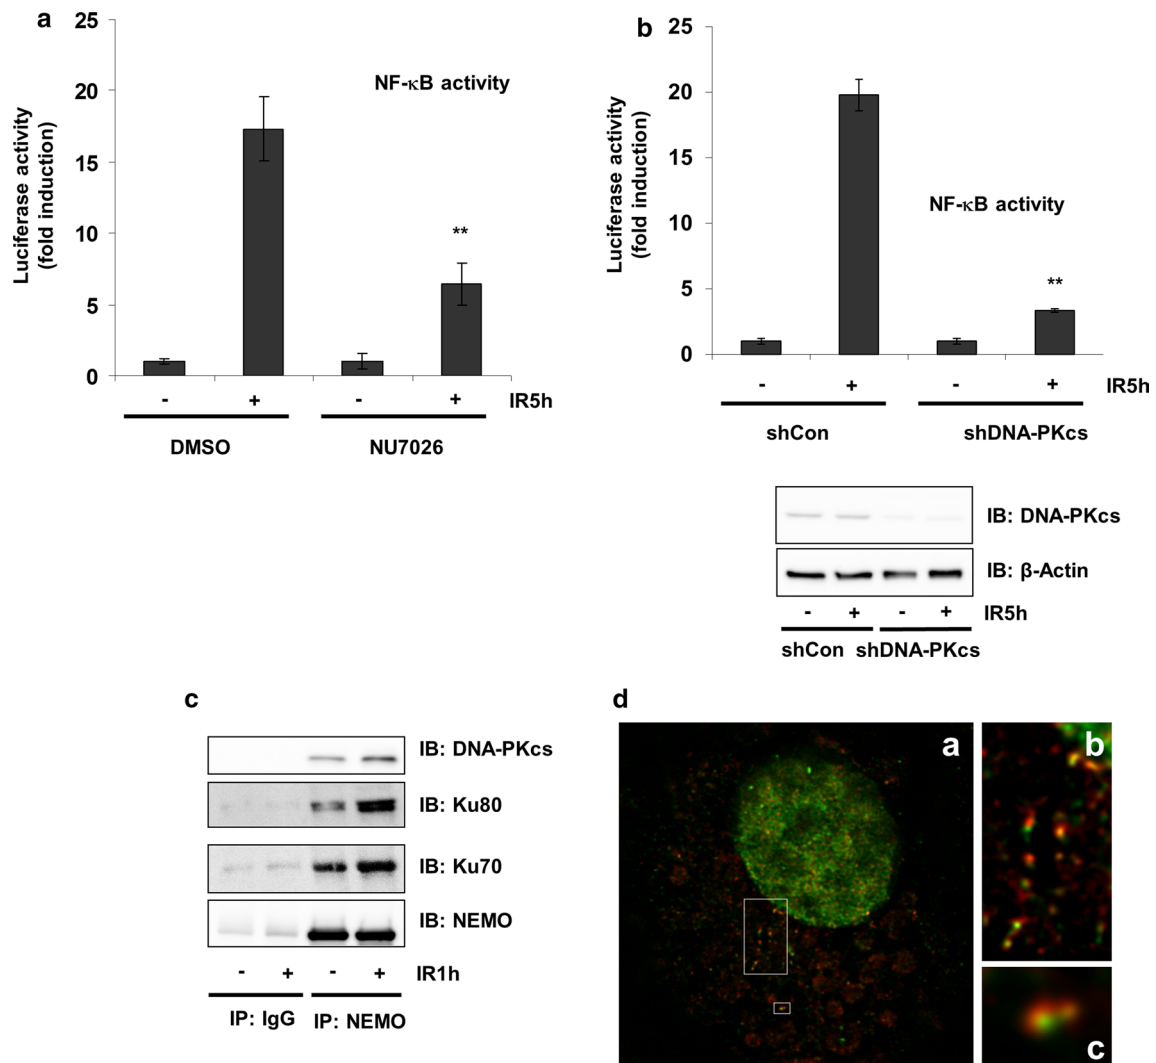 a
25
20
15
10
5
0
Luciferase activity
(fold induction)
NF-κB activity
**
- + - + IR5h
DMSO NU7026
b
25
20
15
10
5
0
Luciferase activity
(fold induction)
NF-κB activity
**
- + - + IR5h
shCon shDNA-PKcs
IB: DNA-PKcs
IB: β-Actin
- + - + IR5h
shCon shDNA-PKcs
c
IB: DNA-PKcs
IB: Ku80
IB: Ku70
IB: NEMO
- + - + IR1h
IP: IgG IP: NEMO
d
a
b
c